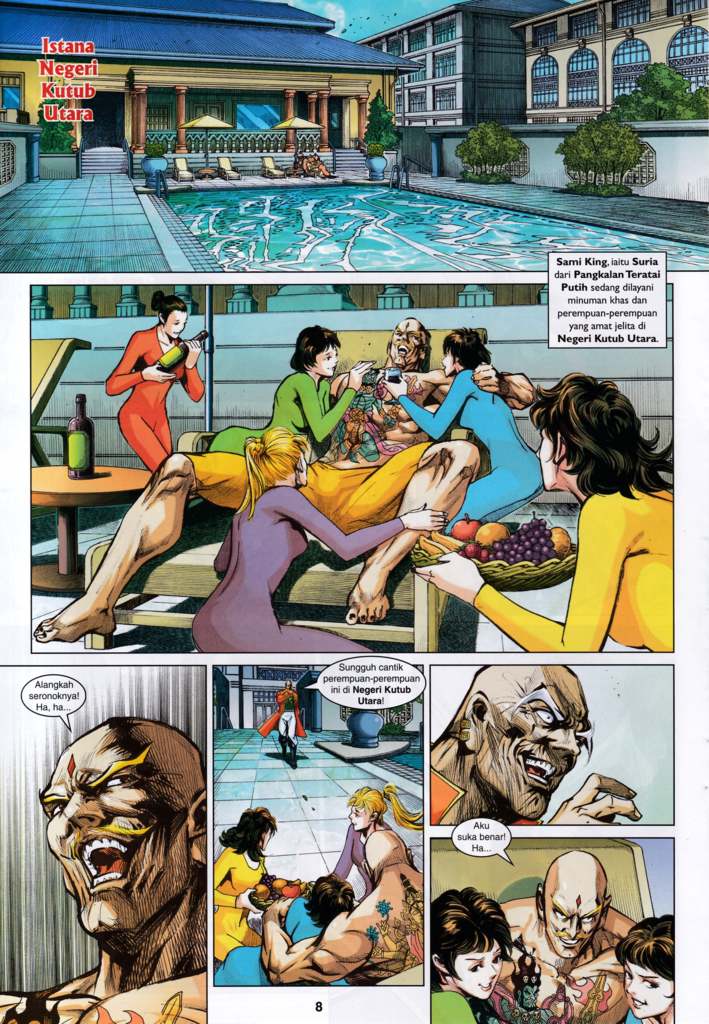 Istana
Negeri
Kutub
Utara
Sami King, iaitu Suria
dari Pangkalan Teratai
Putih sedang dilayani
minuman khas dan
perempuan-perempuan
yang amat jelita di
Negeri Kutub Utara.
Alangkah
seronoknya!
Ha, ha...
Sungguh cantik
perempuan-perempuan
ini di Negeri Kutub
Utara!
Aku
suka benar!
Ha...
8